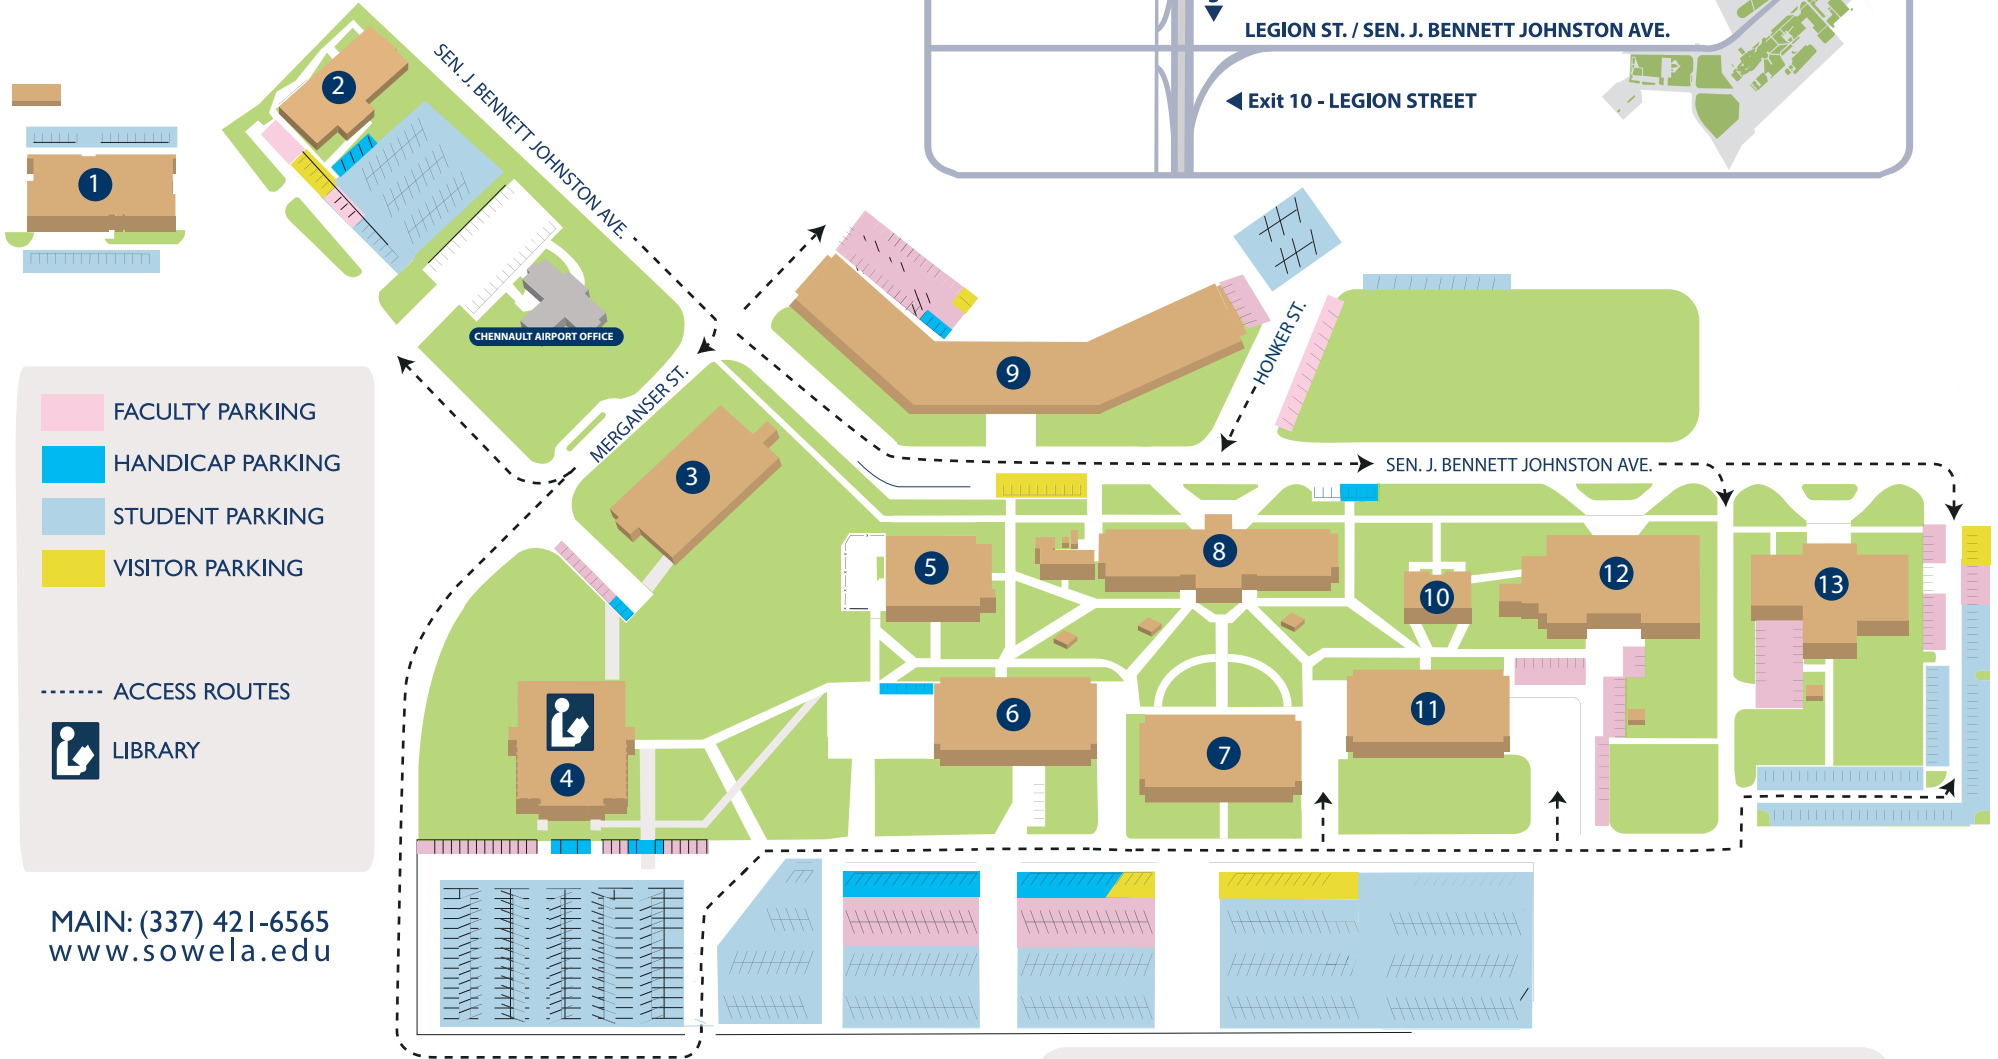 LEGION ST. / SEN. J. BENNETT JOHNSTON AVE.
Exit 10 - LEGION STREET
SEN. J. BENNETT JOHNSTON AVE.
2
1
CHENNAULT AIRPORT OFFICE
HONKER ST.
9
MERGANSER ST.
3
SEN. J. BENNETT JOHNSTON AVE.
5
8
10
12
13
4
6
7
11
FACULTY PARKING
HANDICAP PARKING
STUDENT PARKING
VISITOR PARKING
ACCESS ROUTES
LIBRARY
MAIN: (337) 421-6565
www.sowela.edu